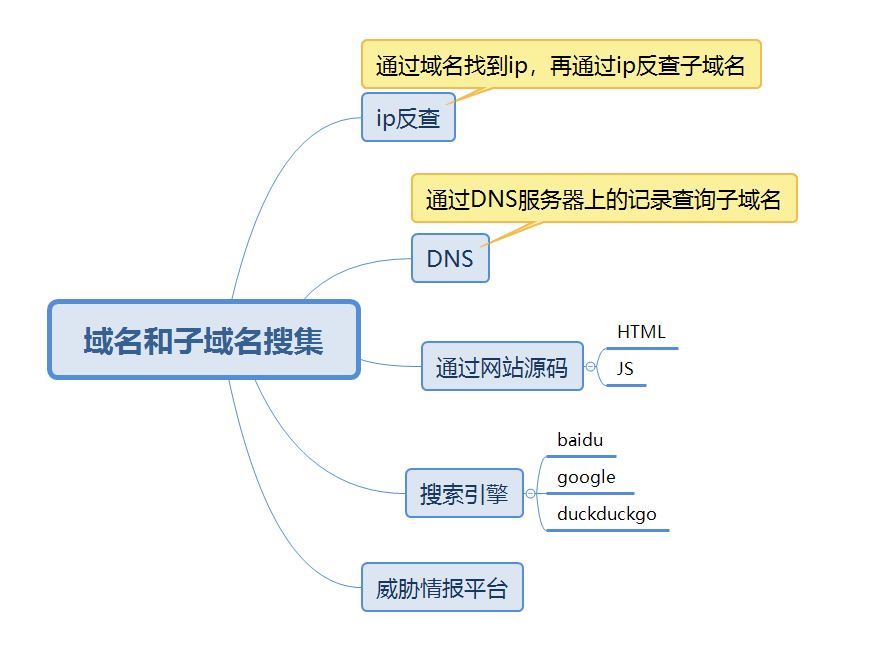 通过域名找到ip，再通过ip反查子域名
ip反查
通过DNS服务器上的记录查询子域名
DNS
域名和子域名搜集
通过网站源码
HTML
JS
搜索引擎
baidu
google
duckduckgo
威胁情报平台